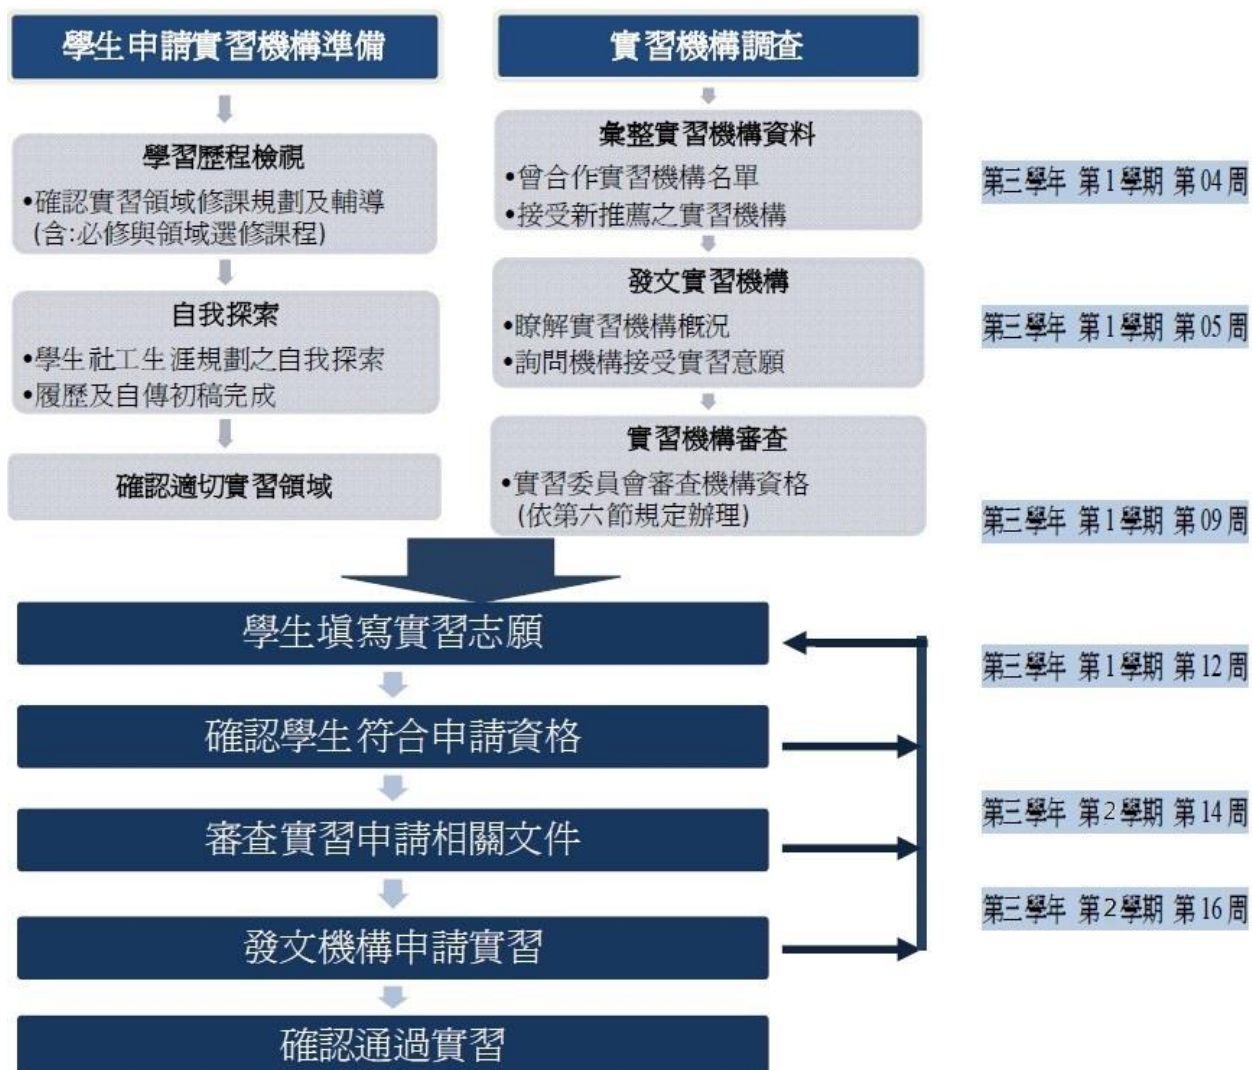 學生申請實習機構準備
學習歷程檢視
•確認實習領域修課規劃及輔導
(含:必修與領域選修課程)
自我探索
•學生社工生涯規劃之自我探索
•履歷及自傳初稿完成
確認適切實習領域
實習機構調查
彙整實習機構資料
•曾合作實習機構名單
•接受新推薦之實習機構
發文實習機構
•瞭解實習機構概況
•詢問機構接受實習意願
實習機構審查
•實習委員會審查機構資格
(依第六節規定辦理)
學生填寫實習志願
確認學生符合申請資格
審查實習申請相關文件
發文機構申請實習
確認通過實習
第三學年 第1學期 第04周
第三學年 第1學期 第05周
第三學年 第1學期 第09周
第三學年 第1學期 第12周
第三學年 第2學期 第14周
第三學年 第2學期 第16周